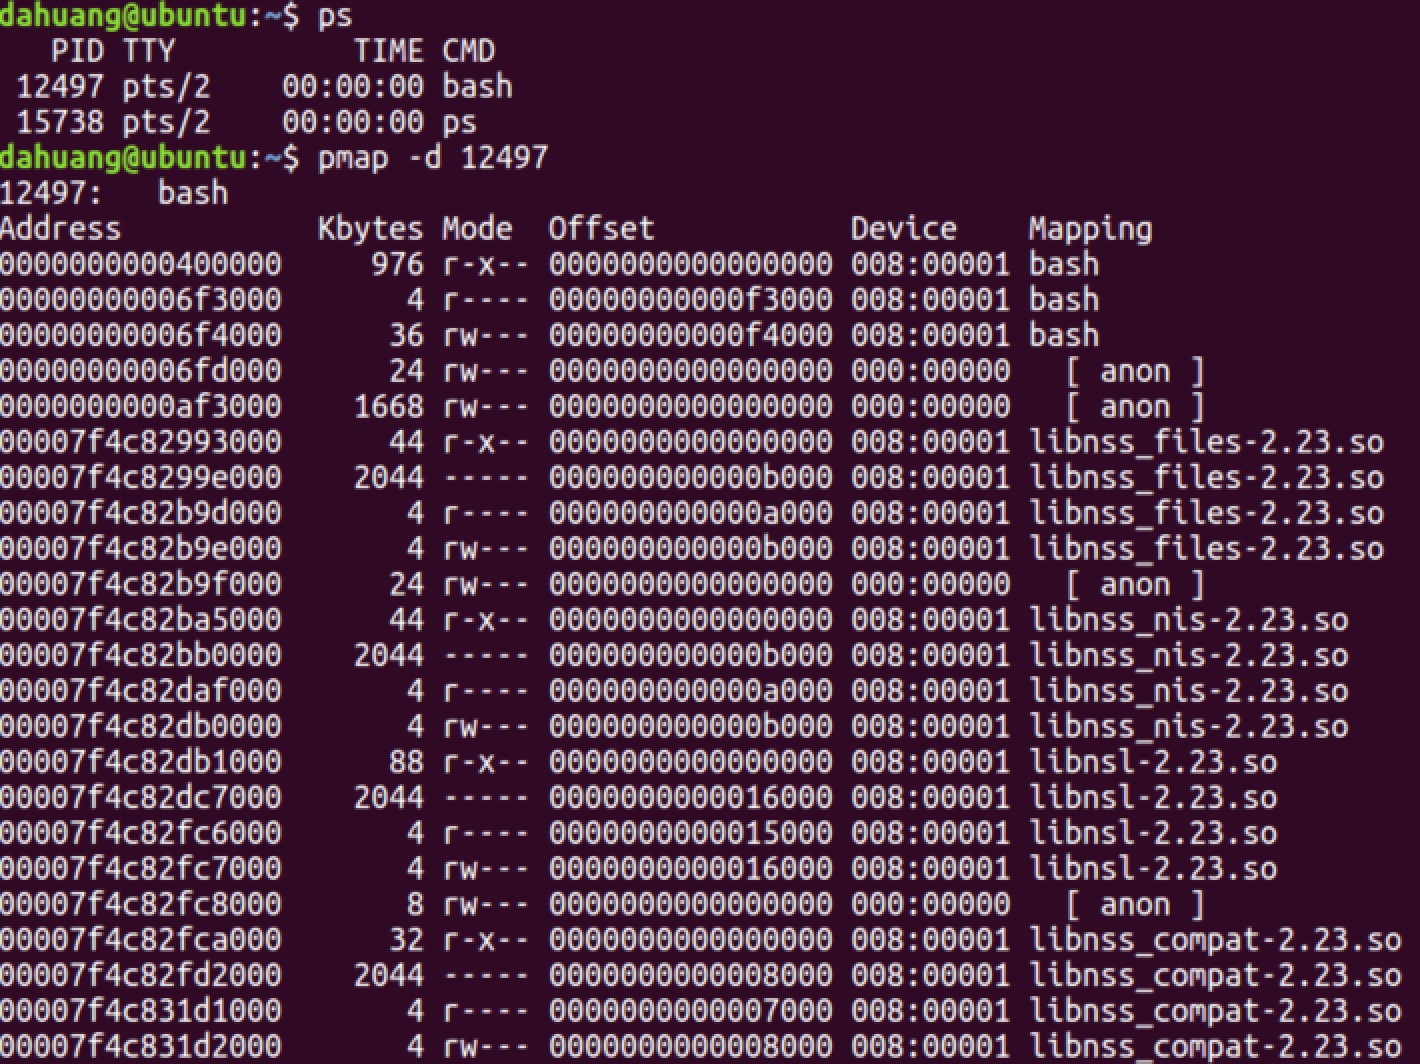 dahuang@ubuntu:~$ ps
   PID TTY          TIME CMD
 12497 pts/2    00:00:00 bash
 15738 pts/2    00:00:00 ps
dahuang@ubuntu:~$ pmap -d 12497
12497:   bash
Address           Kbytes Mode  Offset           Device    Mapping
0000000000400000     976 r-x-- 0000000000000000 008:00001 bash
00000000006f3000       4 r---- 00000000000f3000 008:00001 bash
00000000006f4000      36 rw--- 00000000000f4000 008:00001 bash
00000000006fd000      24 rw--- 0000000000000000 000:00000   [ anon ]
0000000000af3000    1668 rw--- 0000000000000000 000:00000   [ anon ]
00007f4c82993000      44 r-x-- 0000000000000000 008:00001 libnss_files-2.23.so
00007f4c8299e000    2044 ----- 000000000000b000 008:00001 libnss_files-2.23.so
00007f4c82b9d000       4 r---- 000000000000a000 008:00001 libnss_files-2.23.so
00007f4c82b9e000       4 rw--- 000000000000b000 008:00001 libnss_files-2.23.so
00007f4c82b9f000      24 rw--- 0000000000000000 000:00000   [ anon ]
00007f4c82ba5000      44 r-x-- 0000000000000000 008:00001 libnss_nis-2.23.so
00007f4c82bb0000    2044 ----- 000000000000b000 008:00001 libnss_nis-2.23.so
00007f4c82daf000       4 r---- 000000000000a000 008:00001 libnss_nis-2.23.so
00007f4c82db0000       4 rw--- 000000000000b000 008:00001 libnss_nis-2.23.so
00007f4c82db1000      88 r-x-- 0000000000000000 008:00001 libnsl-2.23.so
00007f4c82dc7000    2044 ----- 0000000000016000 008:00001 libnsl-2.23.so
00007f4c82fc6000       4 r---- 0000000000015000 008:00001 libnsl-2.23.so
00007f4c82fc7000       4 rw--- 0000000000016000 008:00001 libnsl-2.23.so
00007f4c82fc8000       8 rw--- 0000000000000000 000:00000   [ anon ]
00007f4c82fca000      32 r-x-- 0000000000000000 008:00001 libnss_compat-2.23.so
00007f4c82fd2000    2044 ----- 0000000000008000 008:00001 libnss_compat-2.23.so
00007f4c831d1000       4 r---- 0000000000007000 008:00001 libnss_compat-2.23.so
00007f4c831d2000       4 rw--- 0000000000008000 008:00001 libnss_compat-2.23.so